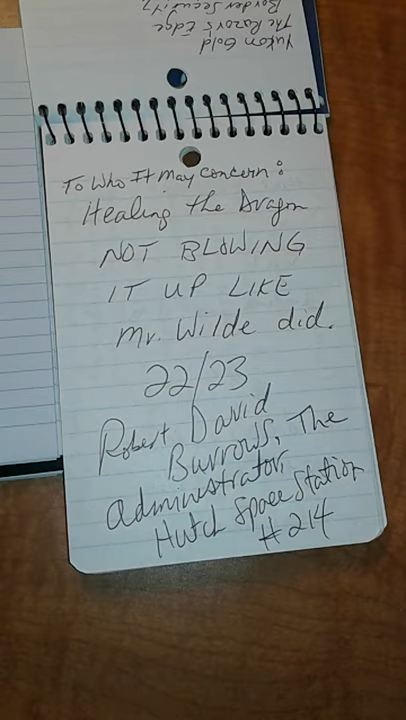 Yukon Gold
The Razor's Edge
Border Security.
To Who It May Concern:
Healing the Dragon
NOT BLOWING
IT UP LIKE
Mr. Wilde did.
22/23
Robert David
Burrows, The
Administrator,
Hutch Space Station
#214